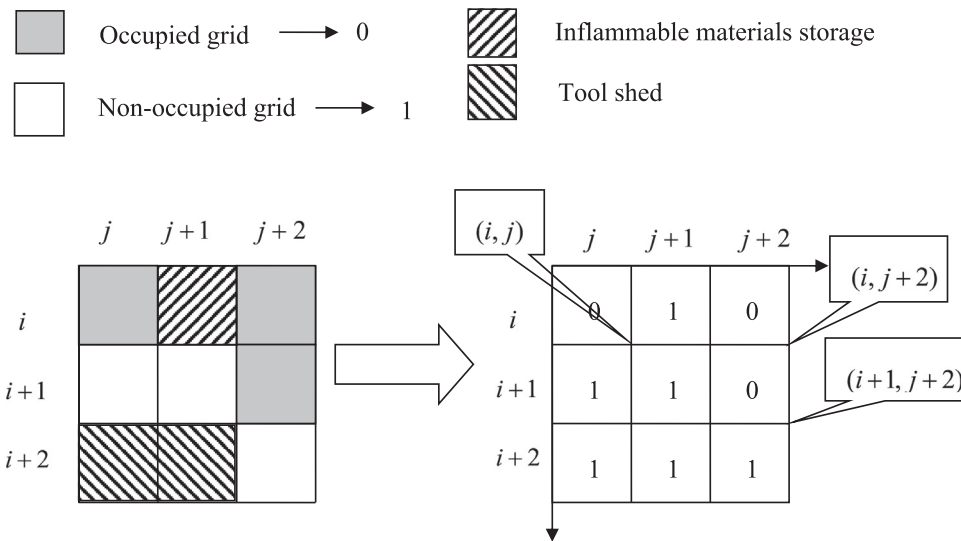 Occupied grid → 0
Inflammable materials storage
Non-occupied grid → 1
Tool shed
j j+1 j+2
i
i+1
i+2
(i, j)
j j+1 j+2
(i, j+2)
i 0 1 0
(i+1, j+2)
i+1 1 1 0
i+2 1 1 1